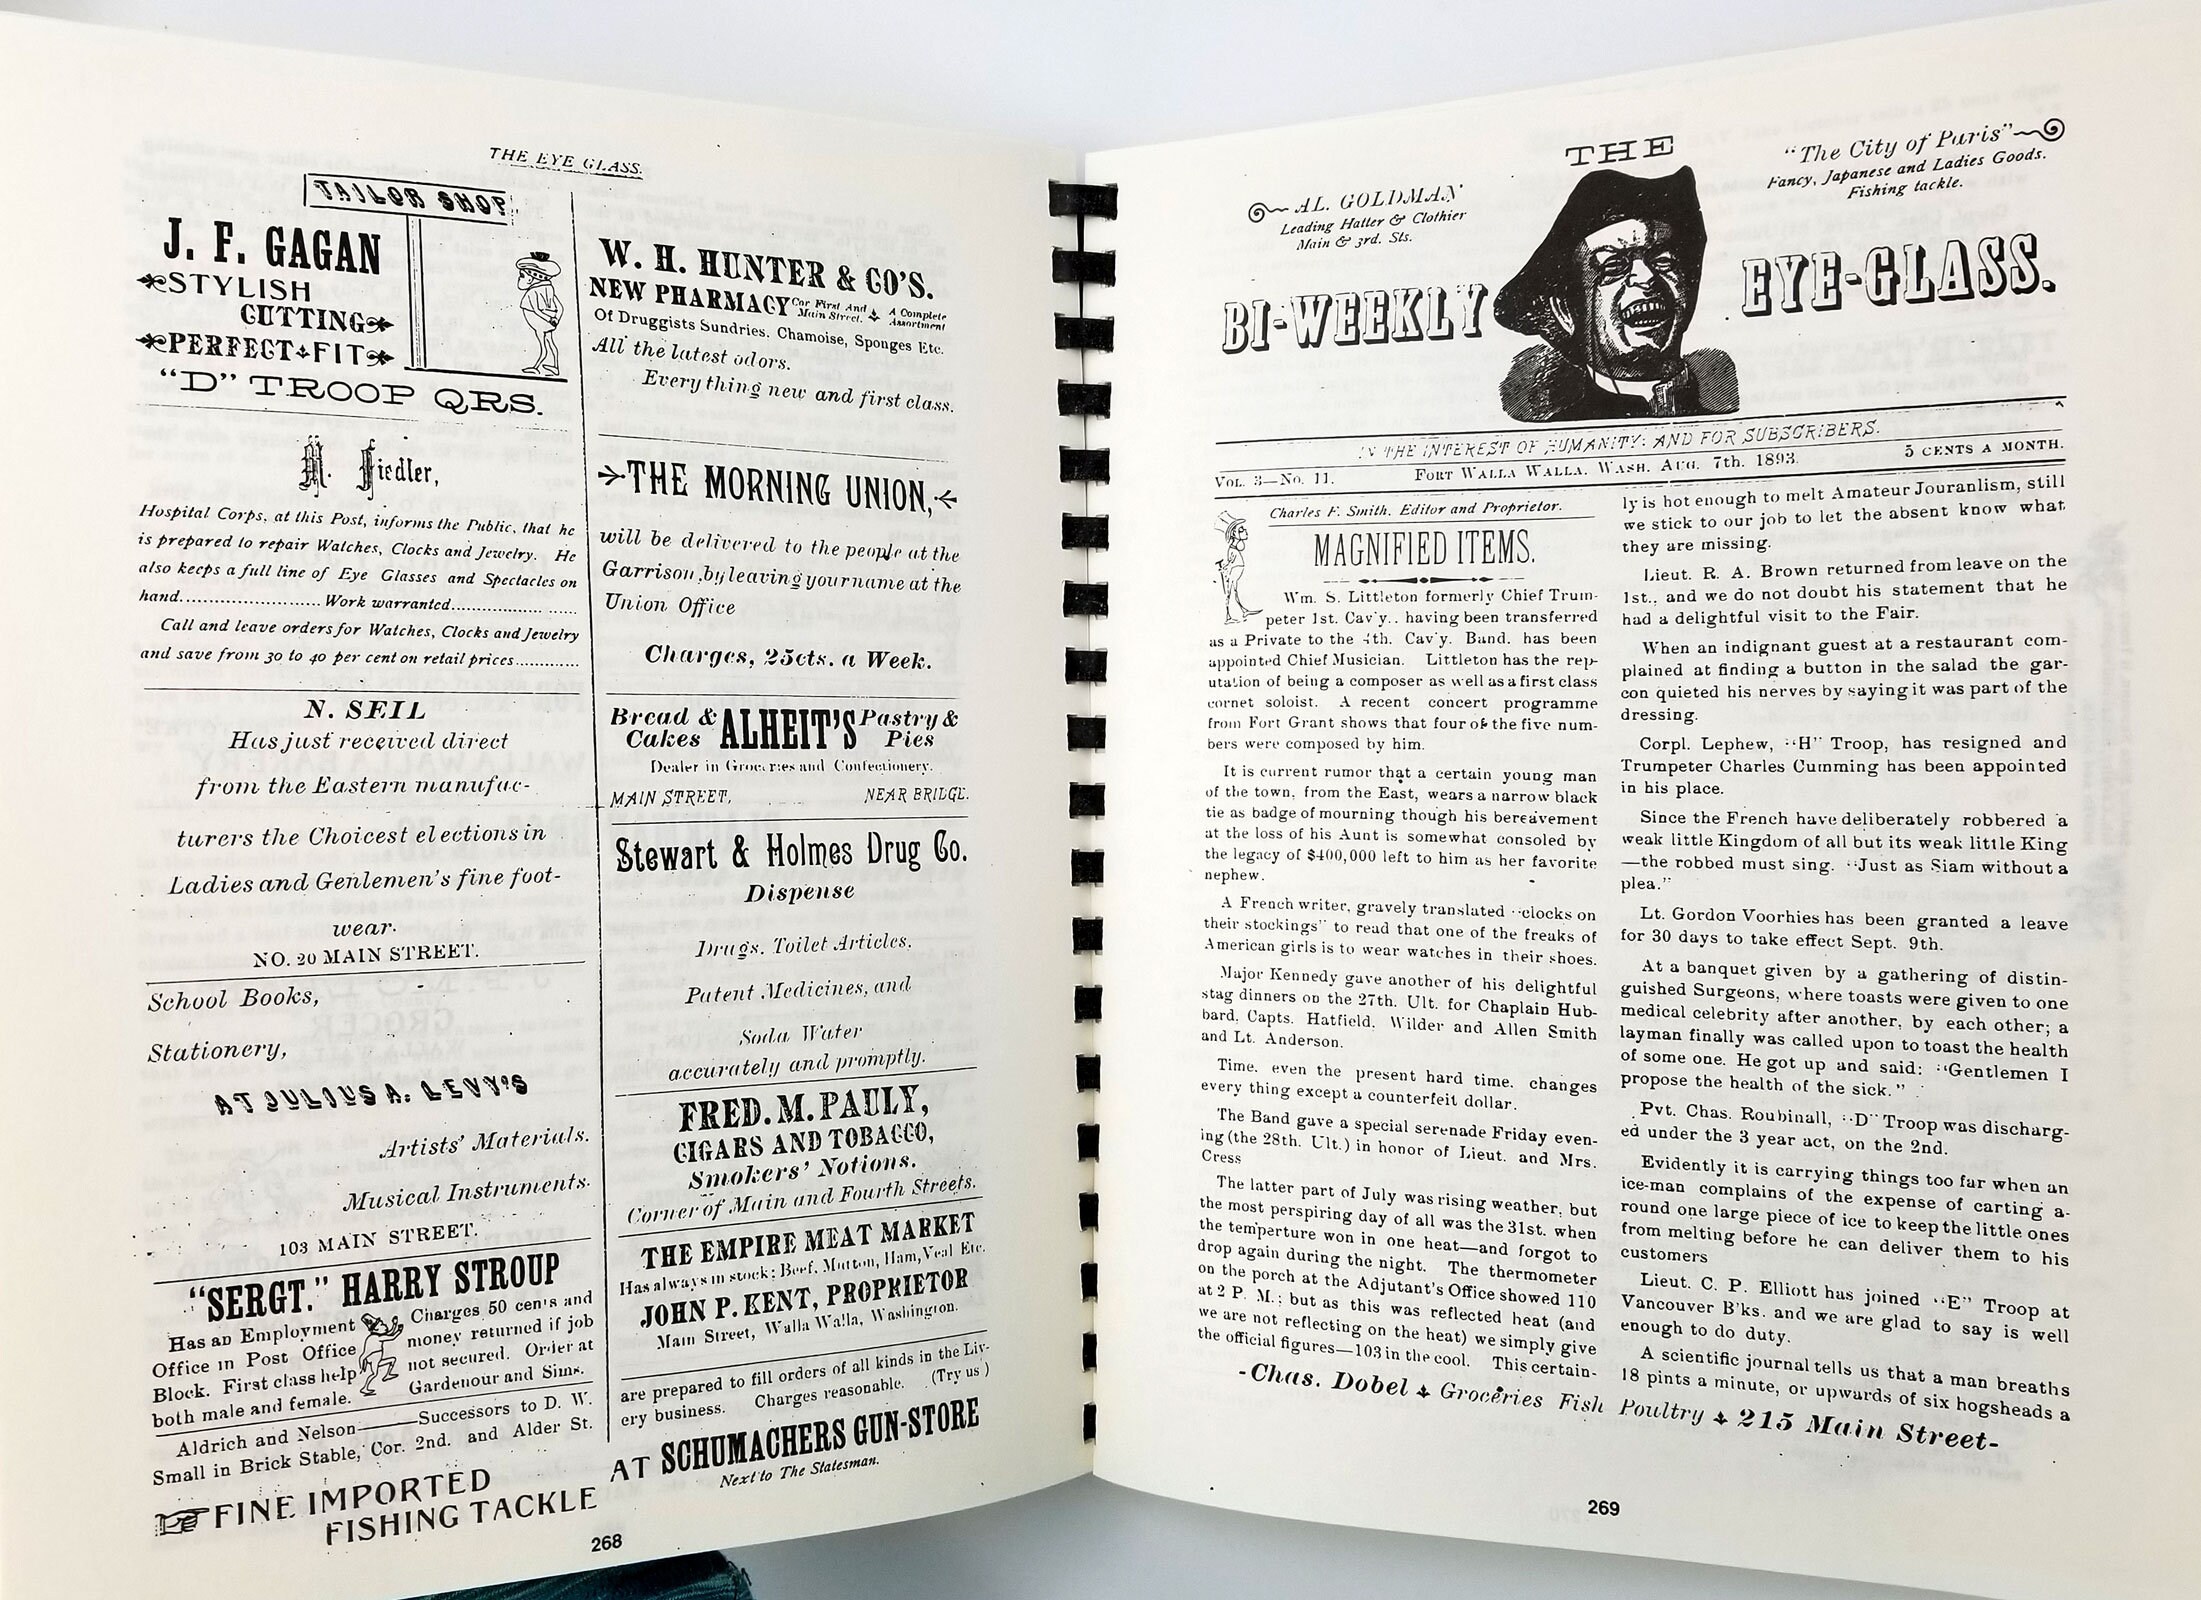 THE EYE GLASS.
TAILOR SHOP.
J. F. GAGAN
STYLISH
CUTTING
PERFECT FIT
"D" TROOP QRS.
A. Fiedler,
Hospital Corps, at this Post, informs the Public, that he
is prepared to repair Watches, Clocks and Jewelry. He
also keeps a full line of Eye Glasses and Spectacles on
hand......................... Work warranted.......................
Call and leave orders for Watches, Clocks and Jewelry
and save from 30 to 40 per cent on retail prices.............
N. SEIL
Has just received direct
from the Eastern manufac-
turers the Choicest elections in
Ladies and Genlemen's fine foot-
wear.
NO. 20 MAIN STREET.
School Books,
Stationery,
AT JULIUS A. LEVY'S
Artists' Materials.
Musical Instruments.
103 MAIN STREET.
"SERGT." HARRY STROUP
Has an Employment
Office in Post Office
Block. First class help
both male and female.
Charges 50 cents and
money returned if job
not secured. Order at
Gardenour and Sims.
Aldrich and Nelson———Successors to D. W.
Small in Brick Stable, Cor. 2nd. and Alder St.
FINE IMPORTED
FISHING TACKLE
W. H. HUNTER & CO'S.
NEW PHARMACY Cor First And Main Street. A Complete Assortment
Of Druggists Sundries. Chamoise, Sponges Etc.
All the latest odors.
Everything new and first class.
THE MORNING UNION,
will be delivered to the people at the
Garrison by leaving your name at the
Union Office
Charges, 25cts. a Week.
Bread & Cakes ALHEIT'S Pastry & Pies
Dealer in Groceries and Confectionery.
MAIN STREET, NEAR BRILGE.
Stewart & Holmes Drug Co.
Dispense
Drugs. Toilet Articles.
Patent Medicines, and
Soda Water
accurately and promptly.
FRED. M. PAULY,
CIGARS AND TOBACCO,
Smokers' Notions.
Corner of Main and Fourth Streets.
THE EMPIRE MEAT MARKET
Has always in stock: Beef, Mutton, Ham, Veal Etc.
JOHN P. KENT, PROPRIETOR
Main Street, Walla Walla, Washington.
are prepared to fill orders of all kinds in the Liv-
ery business. Charges reasonable. (Try us)
AT SCHUMACHERS GUN-STORE
Next to The Statesman.
268
AL. GOLDMAN
Leading Hatter & Clothier
Main & 3rd. Sts.
THE
"The City of Paris"
Fancy, Japanese and Ladies Goods.
Fishing tackle.
BI-WEEKLY EYE-GLASS.
IN THE INTEREST OF HUMANITY: AND FOR SUBSCRIBERS.
VOL. 3—NO. 11. FORT WALLA WALLA, WASH. AUG. 7th. 1893. 5 CENTS A MONTH.
Charles F. Smith, Editor and Proprietor.
MAGNIFIED ITEMS.
Wm. S. Littleton formerly Chief Trum-
peter 1st. Cav'y., having been transferred
as a Private to the 4th. Cav'y. Band, has been
appointed Chief Musician. Littleton has the rep-
utation of being a composer as well as a first class
cornet soloist. A recent concert programme
from Fort Grant shows that four of the five num-
bers were composed by him.
It is current rumor that a certain young man
of the town, from the East, wears a narrow black
tie as badge of mourning though his bereavement
at the loss of his Aunt is somewhat consoled by
the legacy of $400,000 left to him as her favorite
nephew.
A French writer, gravely translated "clocks on
their stockings" to read that one of the freaks of
American girls is to wear watches in their shoes.
Major Kennedy gave another of his delightful
stag dinners on the 27th. Ult. for Chaplain Hub-
bard, Capts. Hatfield, Wilder and Allen Smith
and Lt. Anderson.
Time, even the present hard time, changes
every thing except a counterfeit dollar.
The Band gave a special serenade Friday even-
ing (the 28th. Ult.) in honor of Lieut. and Mrs.
Cress
The latter part of July was rising weather, but
the most perspiring day of all was the 31st. when
the temperture won in one heat—and forgot to
drop again during the night. The thermometer
on the porch at the Adjutant's Office showed 110
at 2 P. M.; but as this was reflected heat (and
we are not reflecting on the heat) we simply give
the official figures—103 in the cool. This certain-
ly is hot enough to melt Amateur Jouranlism, still
we stick to our job to let the absent know what
they are missing.
Lieut. R. A. Brown returned from leave on the
1st., and we do not doubt his statement that he
had a delightful visit to the Fair.
When an indignant guest at a restaurant com-
plained at finding a button in the salad the gar-
con quieted his nerves by saying it was part of the
dressing.
Corpl. Lephew, "H" Troop, has resigned and
Trumpeter Charles Cumming has been appointed
in his place.
Since the French have deliberately robbered a
weak little Kingdom of all but its weak little King
—the robbed must sing. "Just as Siam without a
plea."
Lt. Gordon Voorhies has been granted a leave
for 30 days to take effect Sept. 9th.
At a banquet given by a gathering of distin-
guished Surgeons, where toasts were given to one
medical celebrity after another, by each other; a
layman finally was called upon to toast the health
of some one. He got up and said: "Gentlemen I
propose the health of the sick."
Pvt. Chas. Roubinall, "D" Troop was discharg-
ed under the 3 year act, on the 2nd.
Evidently it is carrying things too far when an
ice-man complains of the expense of carting a-
round one large piece of ice to keep the little ones
from melting before he can deliver them to his
customers
Lieut. C. P. Elliott has joined "E" Troop at
Vancouver B'ks. and we are glad to say is well
enough to do duty.
A scientific journal tells us that a man breaths
18 pints a minute, or upwards of six hogsheads a
-Chas. Dobel Groceries Fish Poultry 215 Main Street-
269